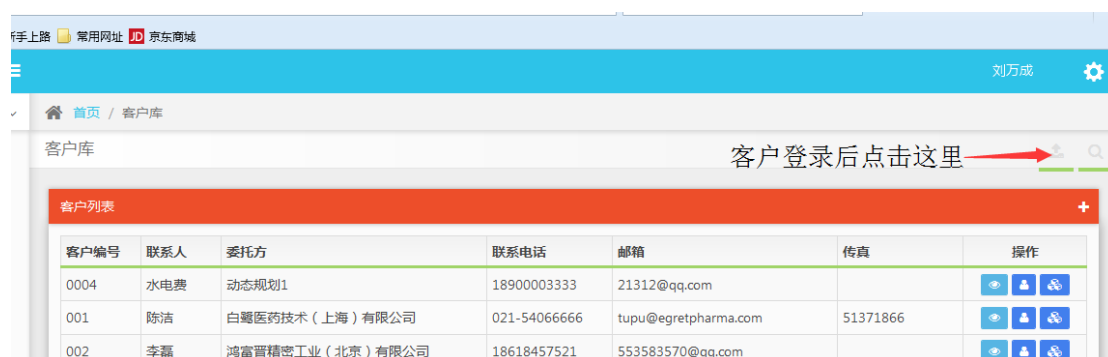 新手上路 常用网址 JD 京东商城
刘万成
首页 / 客户库
客户库
客户登录后点击这里
客户列表
客户编号 联系人 委托方 联系电话 邮箱 传真 操作
0004 水电费 动态规划1 18900003333 21312@qq.com
001 陈洁 白鹭医药技术（上海）有限公司 021-54066666 tupu@egretpharma.com 51371866
002 李磊 鸿富晋精密工业（北京）有限公司 18618457521 553583570@qq.com